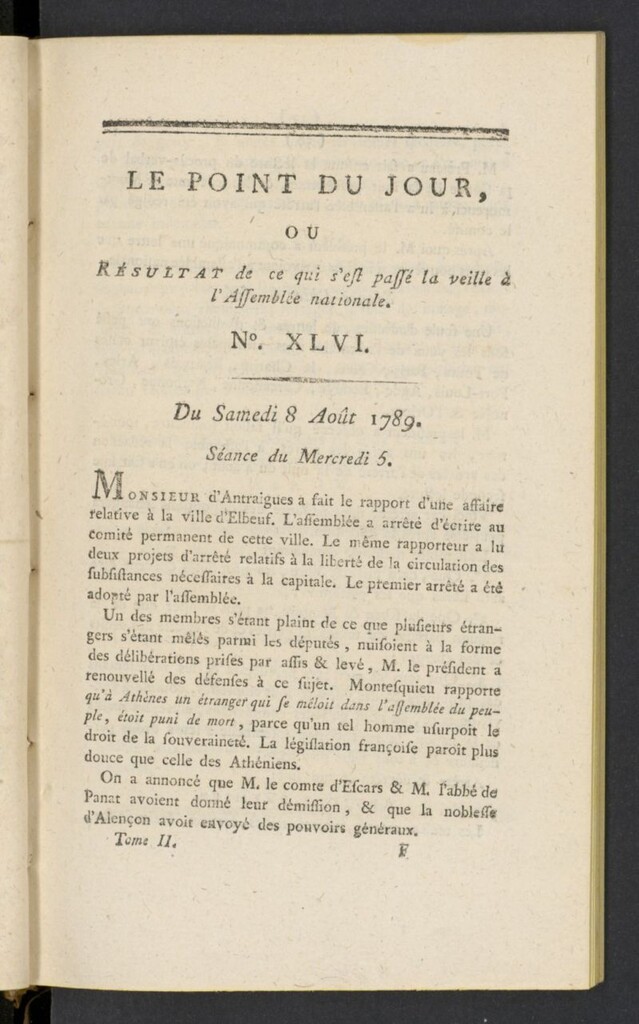 LE POINT DU JOUR,
OU
RÉSULTAT de ce qui s'eſt paſſé la veille à
l'Aſſemblée nationale.
Nº. XLVI.
Du Samedi 8 Août 1789.
Séance du Mercredi 5.
MONSIEUR d'Antraigues a fait le rapport d'une affaire
relative à la ville d'Elbeuf. L'aſſemblée a arrêté d'écrire au
comité permanent de cette ville. Le même rapporteur a lu
deux projets d'arrêté relatifs à la liberté de la circulation des
ſubſiſtances néceſſaires à la capitale. Le premier arrêté a été
adopté par l'aſſemblée.
Un des membres s'étant plaint de ce que pluſieurs étran-
gers s'étant mêlés parmi les députés, nuiſoient à la forme
des délibérations priſes par aſſis & levé, M. le préſident a
renouvellé des défenſes à ce ſujet. Monteſquieu rapporte
qu'à Athènes un étranger qui ſe mêloit dans l'aſſemblée du peu-
ple, étoit puni de mort, parce qu'un tel homme uſurpoit le
droit de la ſouveraineté. La légiſlation françoiſe paroît plus
douce que celle des Athéniens.
On a annoncé que M. le comte d'Eſcars & M. l'abbé de
Panat avoient donné leur démiſſion, & que la nobleſſe
d'Alençon avoit envoyé des pouvoirs généraux.
Tome II. F